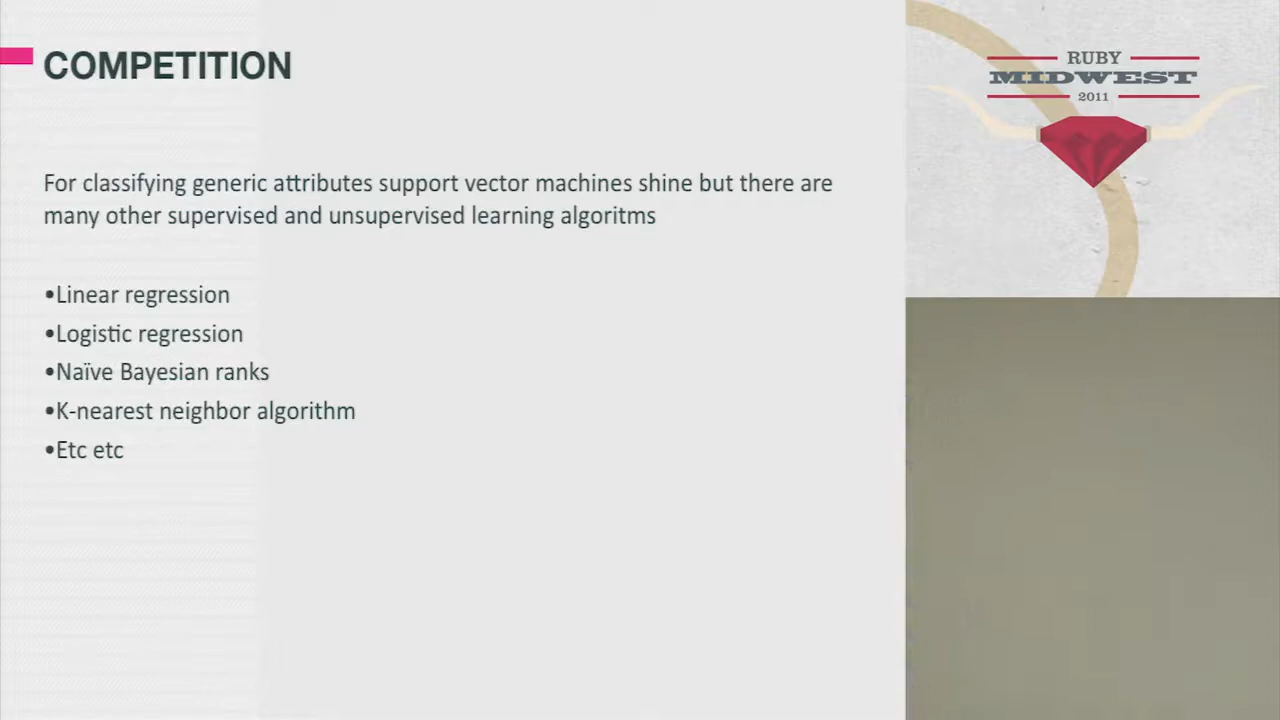 COMPETITION
For classifying generic attributes support vector machines shine but there are
many other supervised and unsupervised learning algoritms
•Linear regression
•Logistic regression
•Naïve Bayesian ranks
•K-nearest neighbor algorithm
•Etc etc
RUBY
MIDWEST
2011